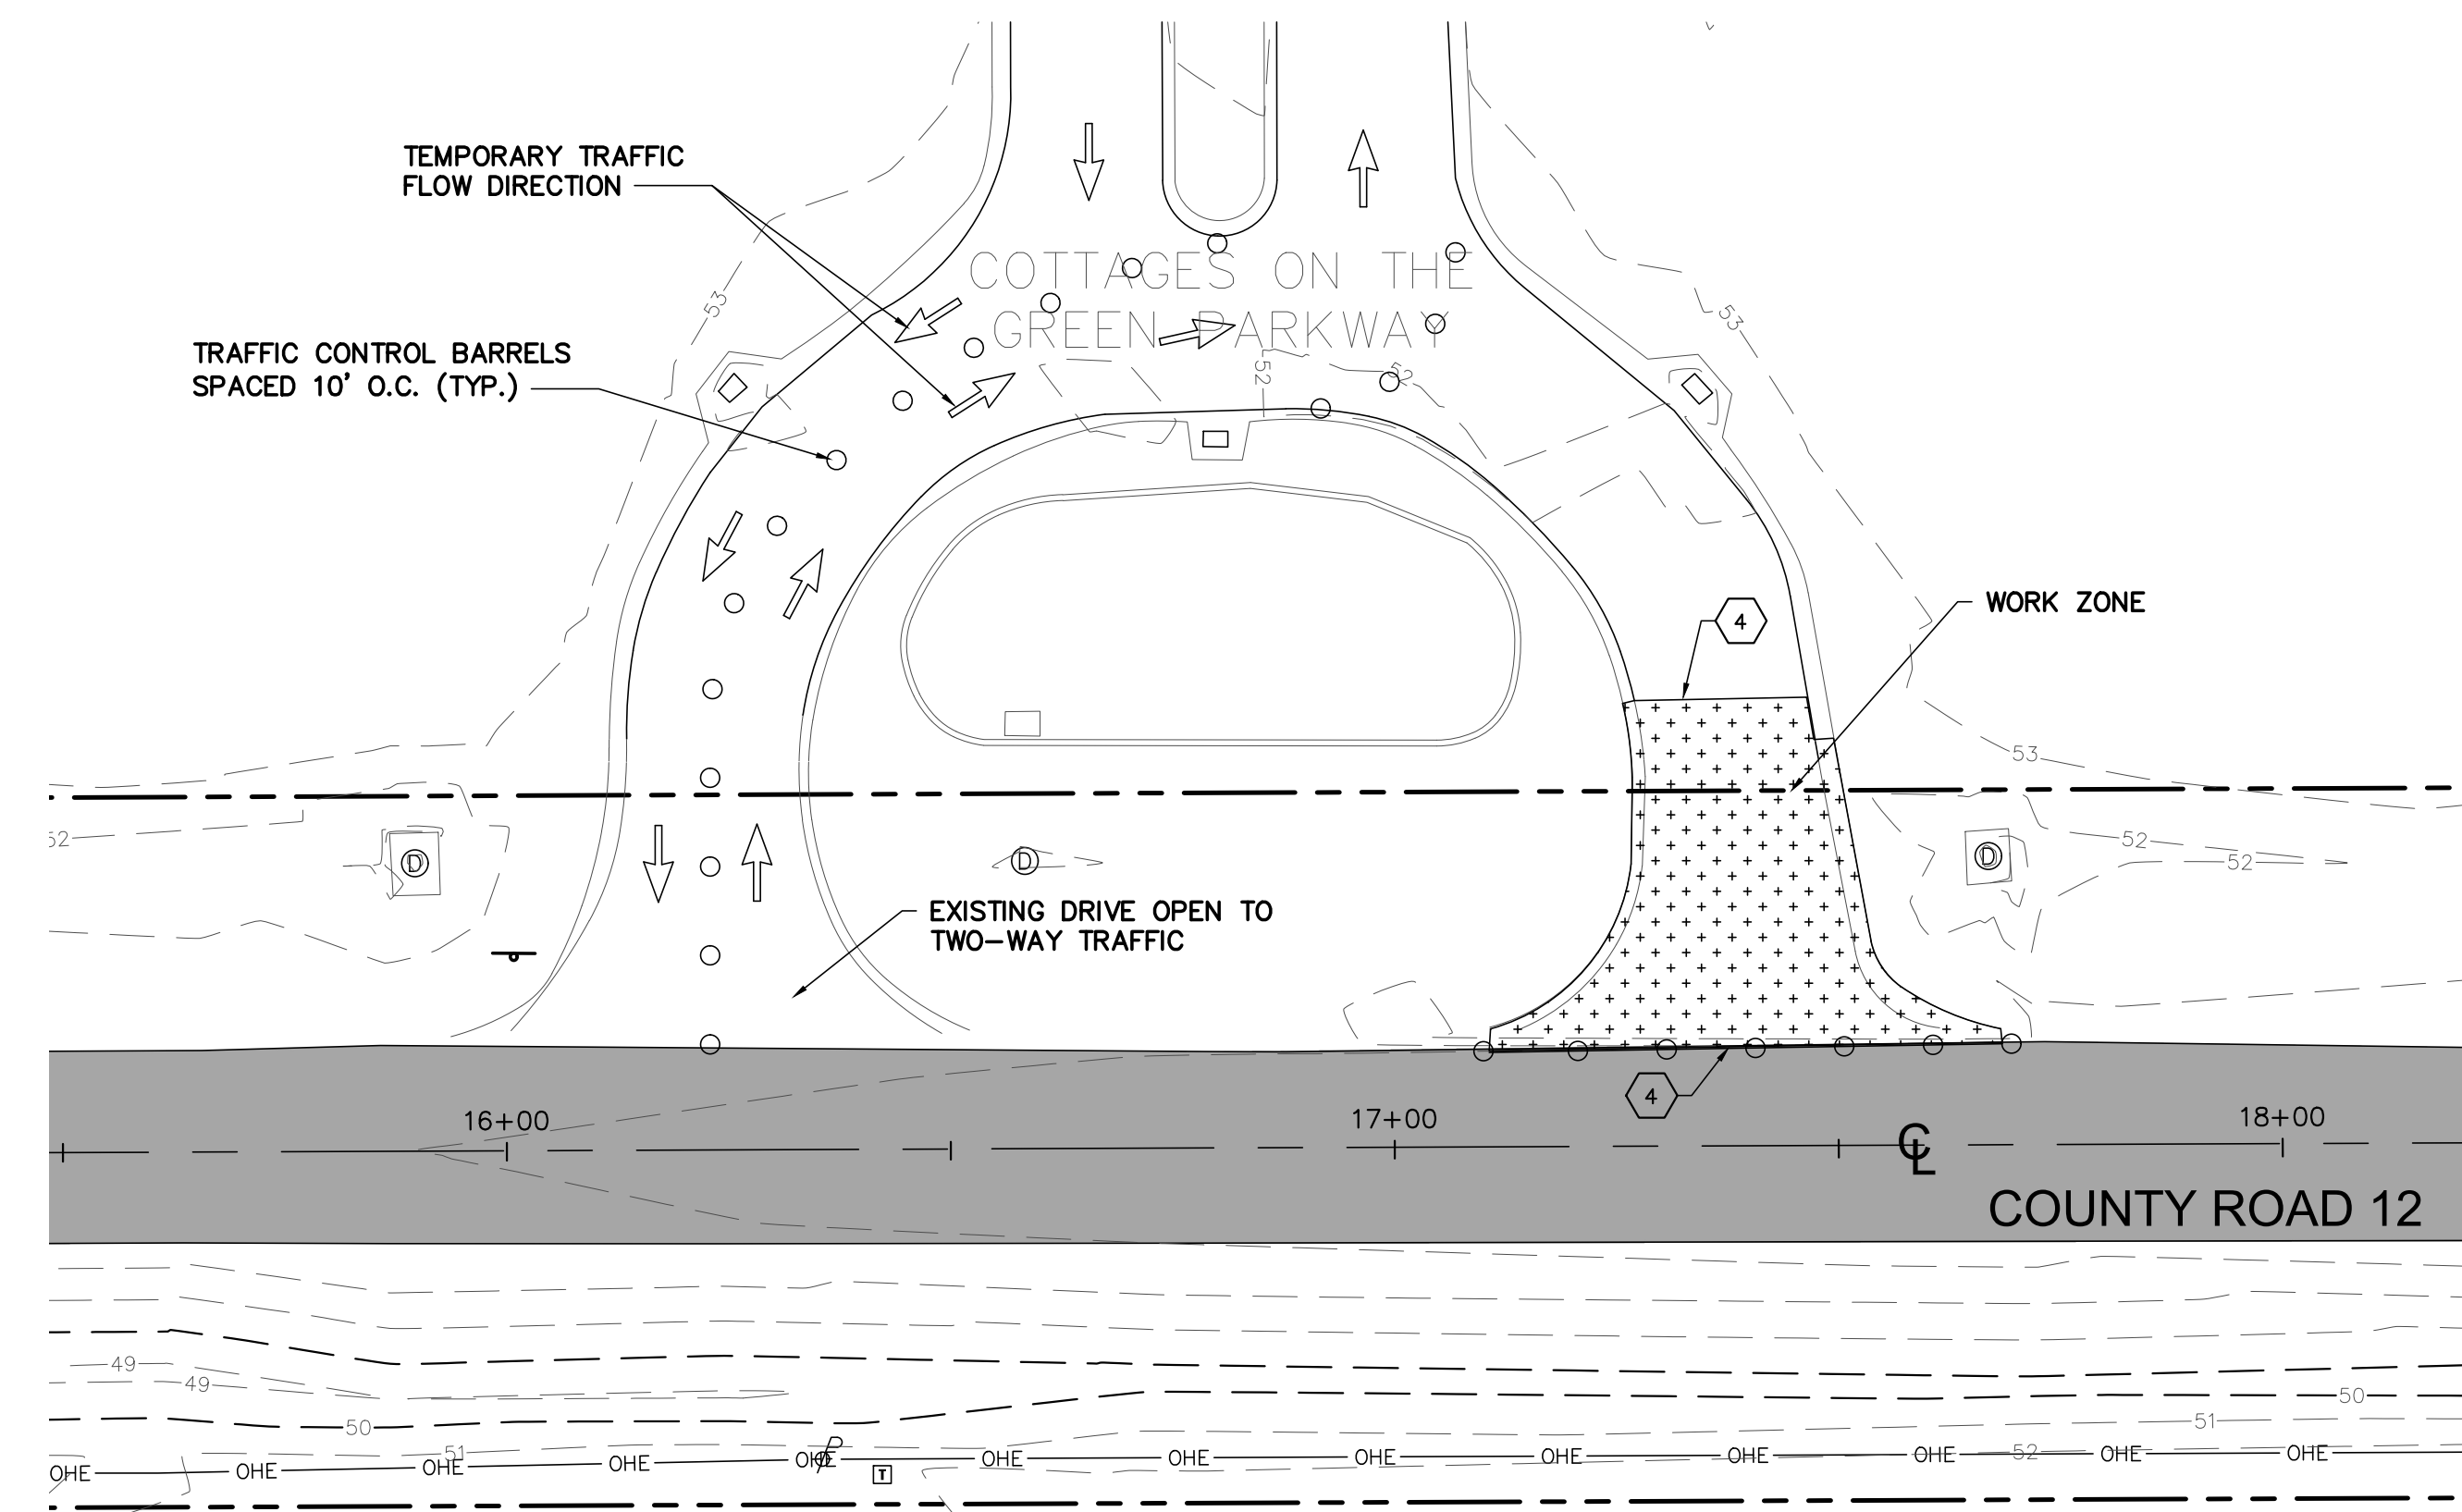 TEMPORARY TRAFFIC
FLOW DIRECTION
COTTAGES ON THE
GREEN PARKWAY
53
53
TRAFFIC CONTROL BARRELS
SPACED 10' O.C. (TYP.)
52
52
WORK ZONE
4
53
52
52
52
D
D
D
EXISTING DRIVE OPEN TO
TWO-WAY TRAFFIC
4
16+00
17+00
18+00
CL
COUNTY ROAD 12
49
49
50
50
51
51
52
P
OHE OHE OHE OHE OHE OHE OHE OHE OHE OHE OHE OHE OHE
T